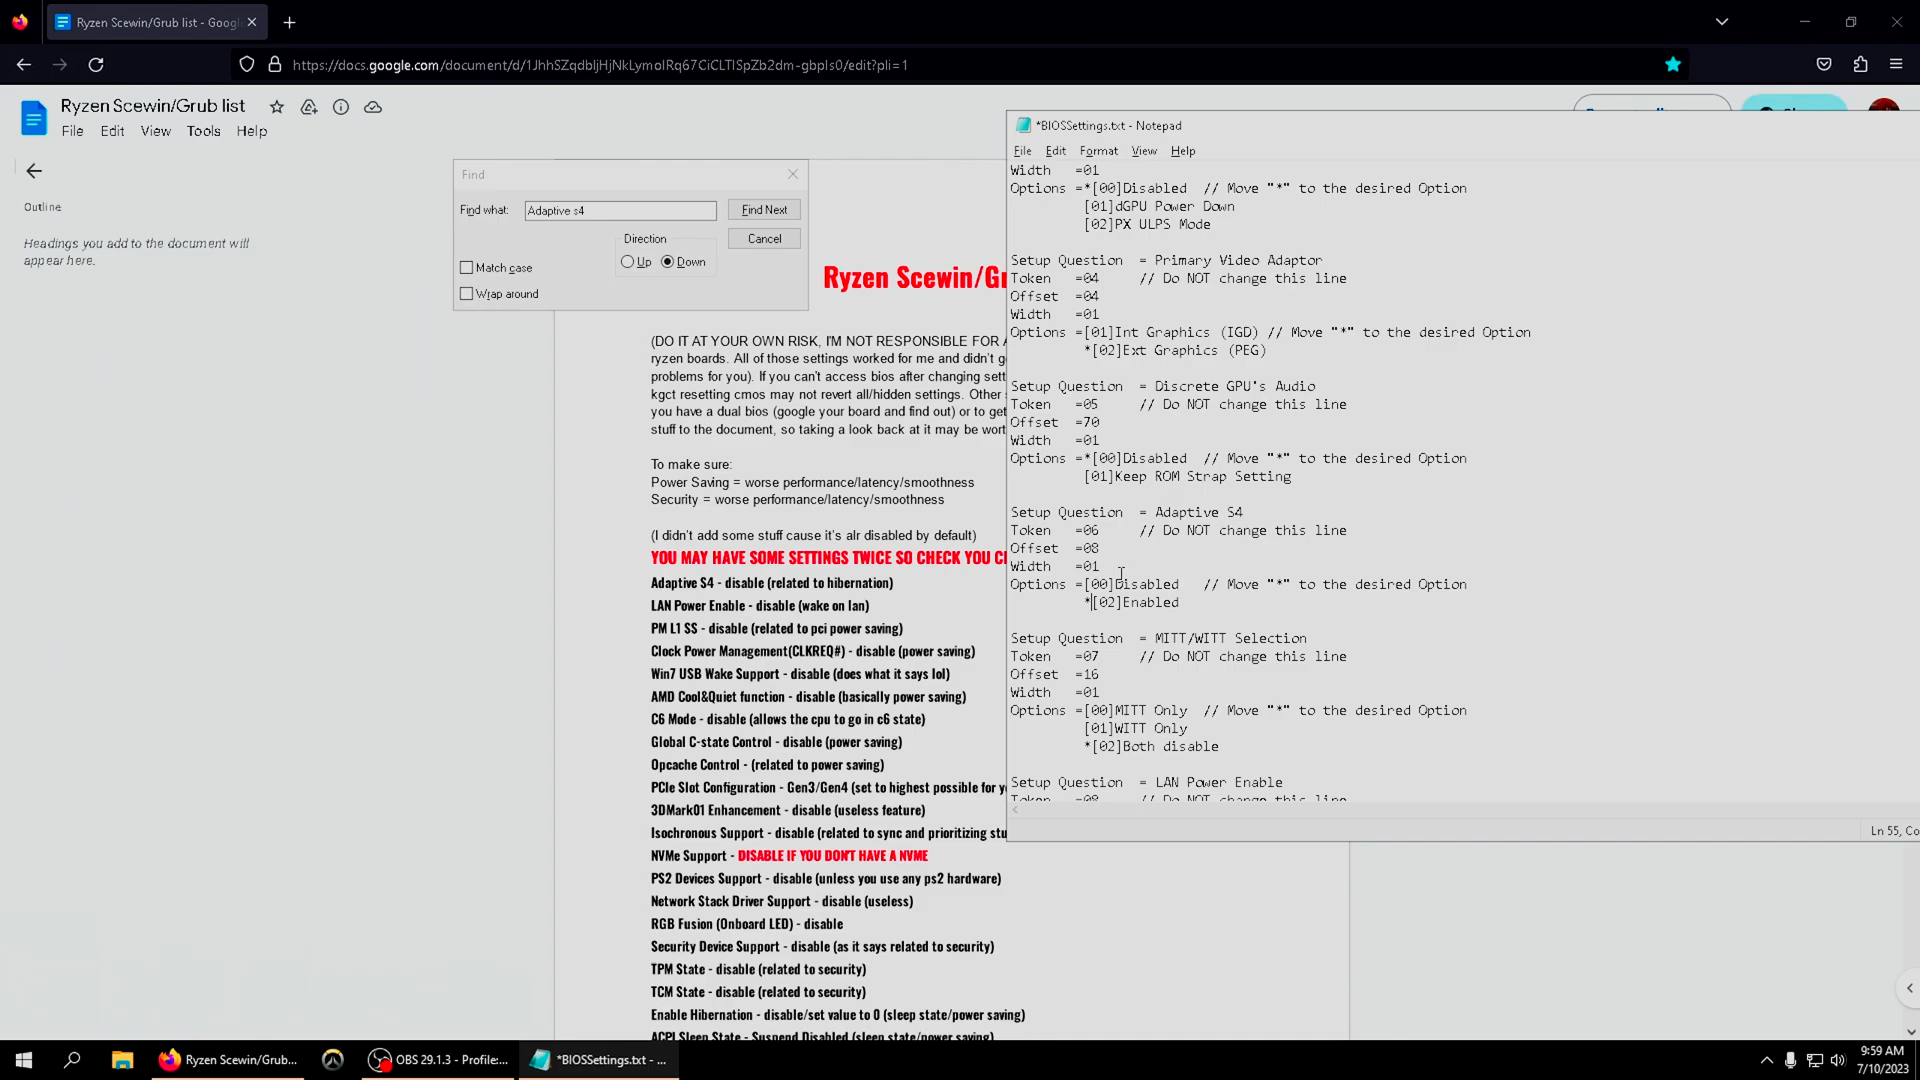 Ryzen Scewin/Grub list - Googl
https://docs.google.com/document/d/1JhhSZqdbljHjNkLymolRq67CiCLTlSpZb2dm-gbpIs0/edit?pli=1
Ryzen Scewin/Grub list
File Edit View Tools Help
Outline
Headings you add to the document will
appear here.
Find
Find what: Adaptive s4
Find Next
Cancel
Direction
Up Down
Match case
Wrap around
Ryzen Scewin/Gr
(DO IT AT YOUR OWN RISK, I'M NOT RESPONSIBLE FOR A
ryzen boards. All of those settings worked for me and didn't g
problems for you). If you can't access bios after changing sett
kgct resetting cmos may not revert all/hidden settings. Other
you have a dual bios (google your board and find out) or to get
stuff to the document, so taking a look back at it may be wort
To make sure:
Power Saving = worse performance/latency/smoothness
Security = worse performance/latency/smoothness
(I didn't add some stuff cause it's alr disabled by default)
YOU MAY HAVE SOME SETTINGS TWICE SO CHECK YOU C
Adaptive S4 - disable (related to hibernation)
LAN Power Enable - disable (wake on lan)
PM L1 SS - disable (related to pci power saving)
Clock Power Management(CLKREQ#) - disable (power saving)
Win7 USB Wake Support - disable (does what it says lol)
AMD Cool&Quiet function - disable (basically power saving)
C6 Mode - disable (allows the cpu to go in c6 state)
Global C-state Control - disable (power saving)
Opcache Control - (related to power saving)
PCIe Slot Configuration - Gen3/Gen4 (set to highest possible for y
3DMark01 Enhancement - disable (useless feature)
Isochronous Support - disable (related to sync and prioritizing stu
NVMe Support - DISABLE IF YOU DON'T HAVE A NVME
PS2 Devices Support - disable (unless you use any ps2 hardware)
Network Stack Driver Support - disable (useless)
RGB Fusion (Onboard LED) - disable
Security Device Support - disable (as it says related to security)
TPM State - disable (related to security)
TCM State - disable (related to security)
Enable Hibernation - disable/set value to 0 (sleep state/power saving)
ACPI Sleep State - Suspend Disabled (sleep state/power saving)
*BIOSSettings.txt - Notepad
File Edit Format View Help
Width =01
Options =*[00]Disabled // Move "*" to the desired Option
[01]dGPU Power Down
[02]PX ULPS Mode
Setup Question = Primary Video Adaptor
Token =04 // Do NOT change this line
Offset =04
Width =01
Options =[01]Int Graphics (IGD) // Move "*" to the desired Option
*[02]Ext Graphics (PEG)
Setup Question = Discrete GPU's Audio
Token =05 // Do NOT change this line
Offset =70
Width =01
Options =*[00]Disabled // Move "*" to the desired Option
[01]Keep ROM Strap Setting
Setup Question = Adaptive S4
Token =06 // Do NOT change this line
Offset =08
Width =01
Options =[00]Disabled // Move "*" to the desired Option
*[02]Enabled
Setup Question = MITT/WITT Selection
Token =07 // Do NOT change this line
Offset =16
Width =01
Options =[00]MITT Only // Move "*" to the desired Option
[01]WITT Only
*[02]Both disable
Setup Question = LAN Power Enable
Token =08 // Do NOT change this line
Ln 55, Co
Ryzen Scewin/Grub...
OBS 29.1.3 - Profile:...
*BIOSSettings.txt - ...
9:59 AM
7/10/2023